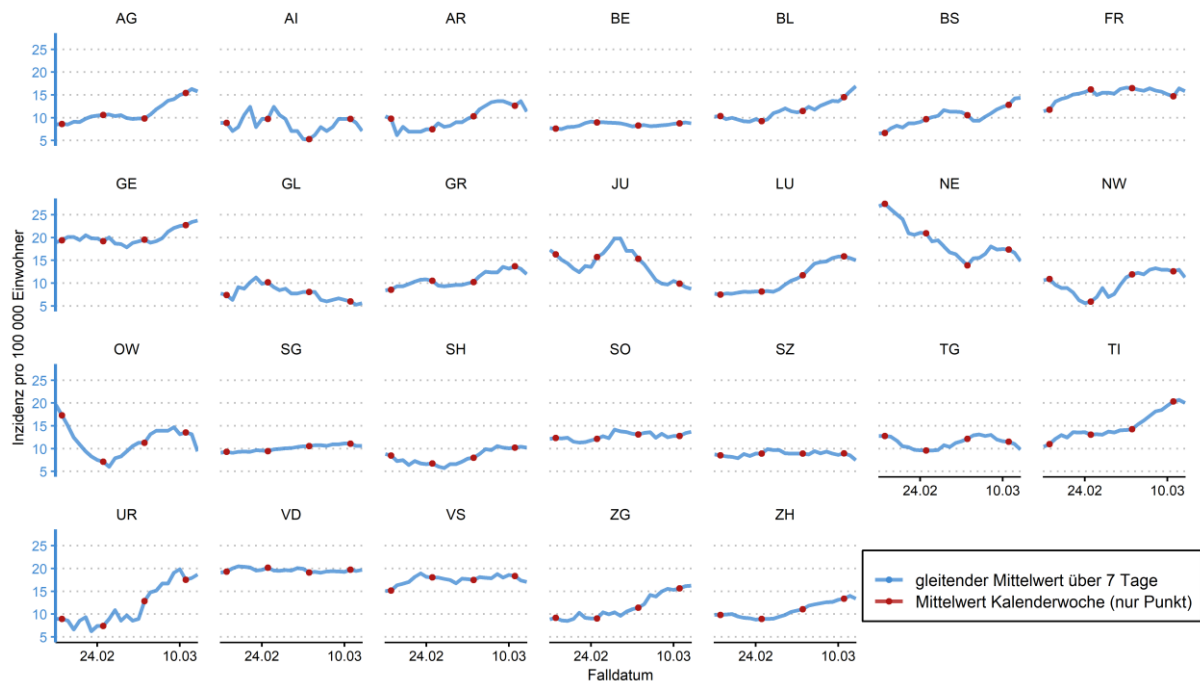 AG AI AR BE BL BS FR
25
20
15
10
5
GE GL GR JU LU NE NW
25
20
15
10
5
Inzidenz pro 100 000 Einwohner
OW SG SH SO SZ TG TI
25
20
15
10
5
24.02 10.03 24.02 10.03
UR VD VS ZG ZH
25
20
15
10
5
24.02 10.03 24.02 10.03 24.02 10.03 24.02 10.03 24.02 10.03
Falldatum
gleitender Mittelwert über 7 Tage
Mittelwert Kalenderwoche (nur Punkt)